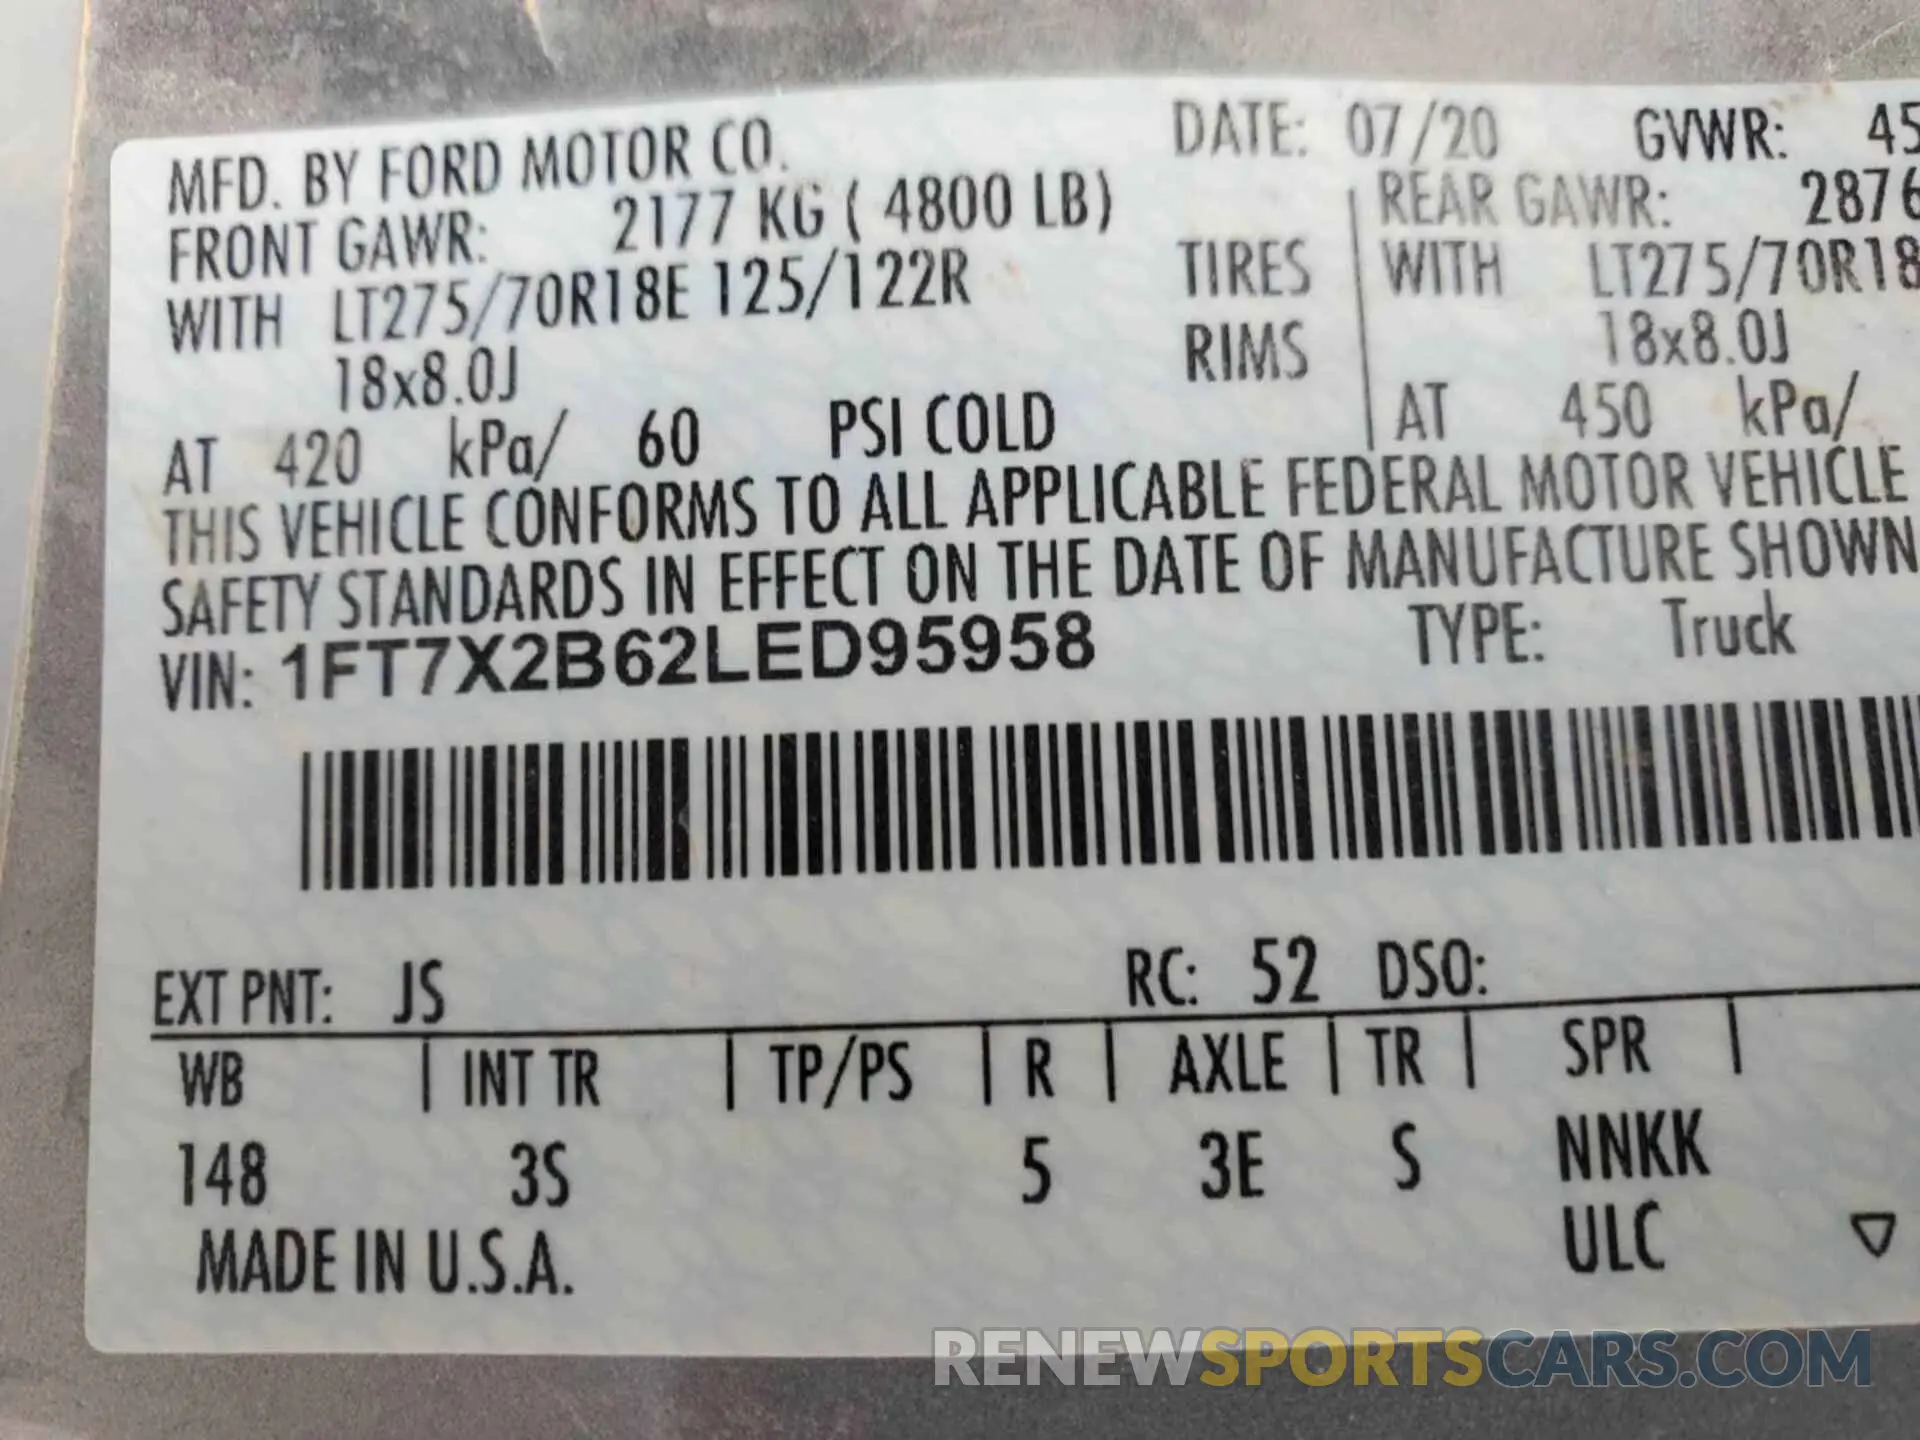 MFD. BY FORD MOTOR CO. DATE: 07/20 GVWR: 45
FRONT GAWR: 2177 KG ( 4800 LB) REAR GAWR: 2876
WITH LT275/70R18E 125/122R TIRES WITH LT275/70R18
18x8.0J RIMS 18x8.0J
AT 420 kPa/ 60 PSI COLD AT 450 kPa/
THIS VEHICLE CONFORMS TO ALL APPLICABLE FEDERAL MOTOR VEHICLE
SAFETY STANDARDS IN EFFECT ON THE DATE OF MANUFACTURE SHOWN
VIN: 1FT7X2B62LED95958 TYPE: Truck
EXT PNT: JS RC: 52 DSO:
WB | INT TR | TP/PS | R | AXLE | TR | SPR |
148 3S 5 3E S NNKK
MADE IN U.S.A. ULC
RENEWSPORTSCARS.COM